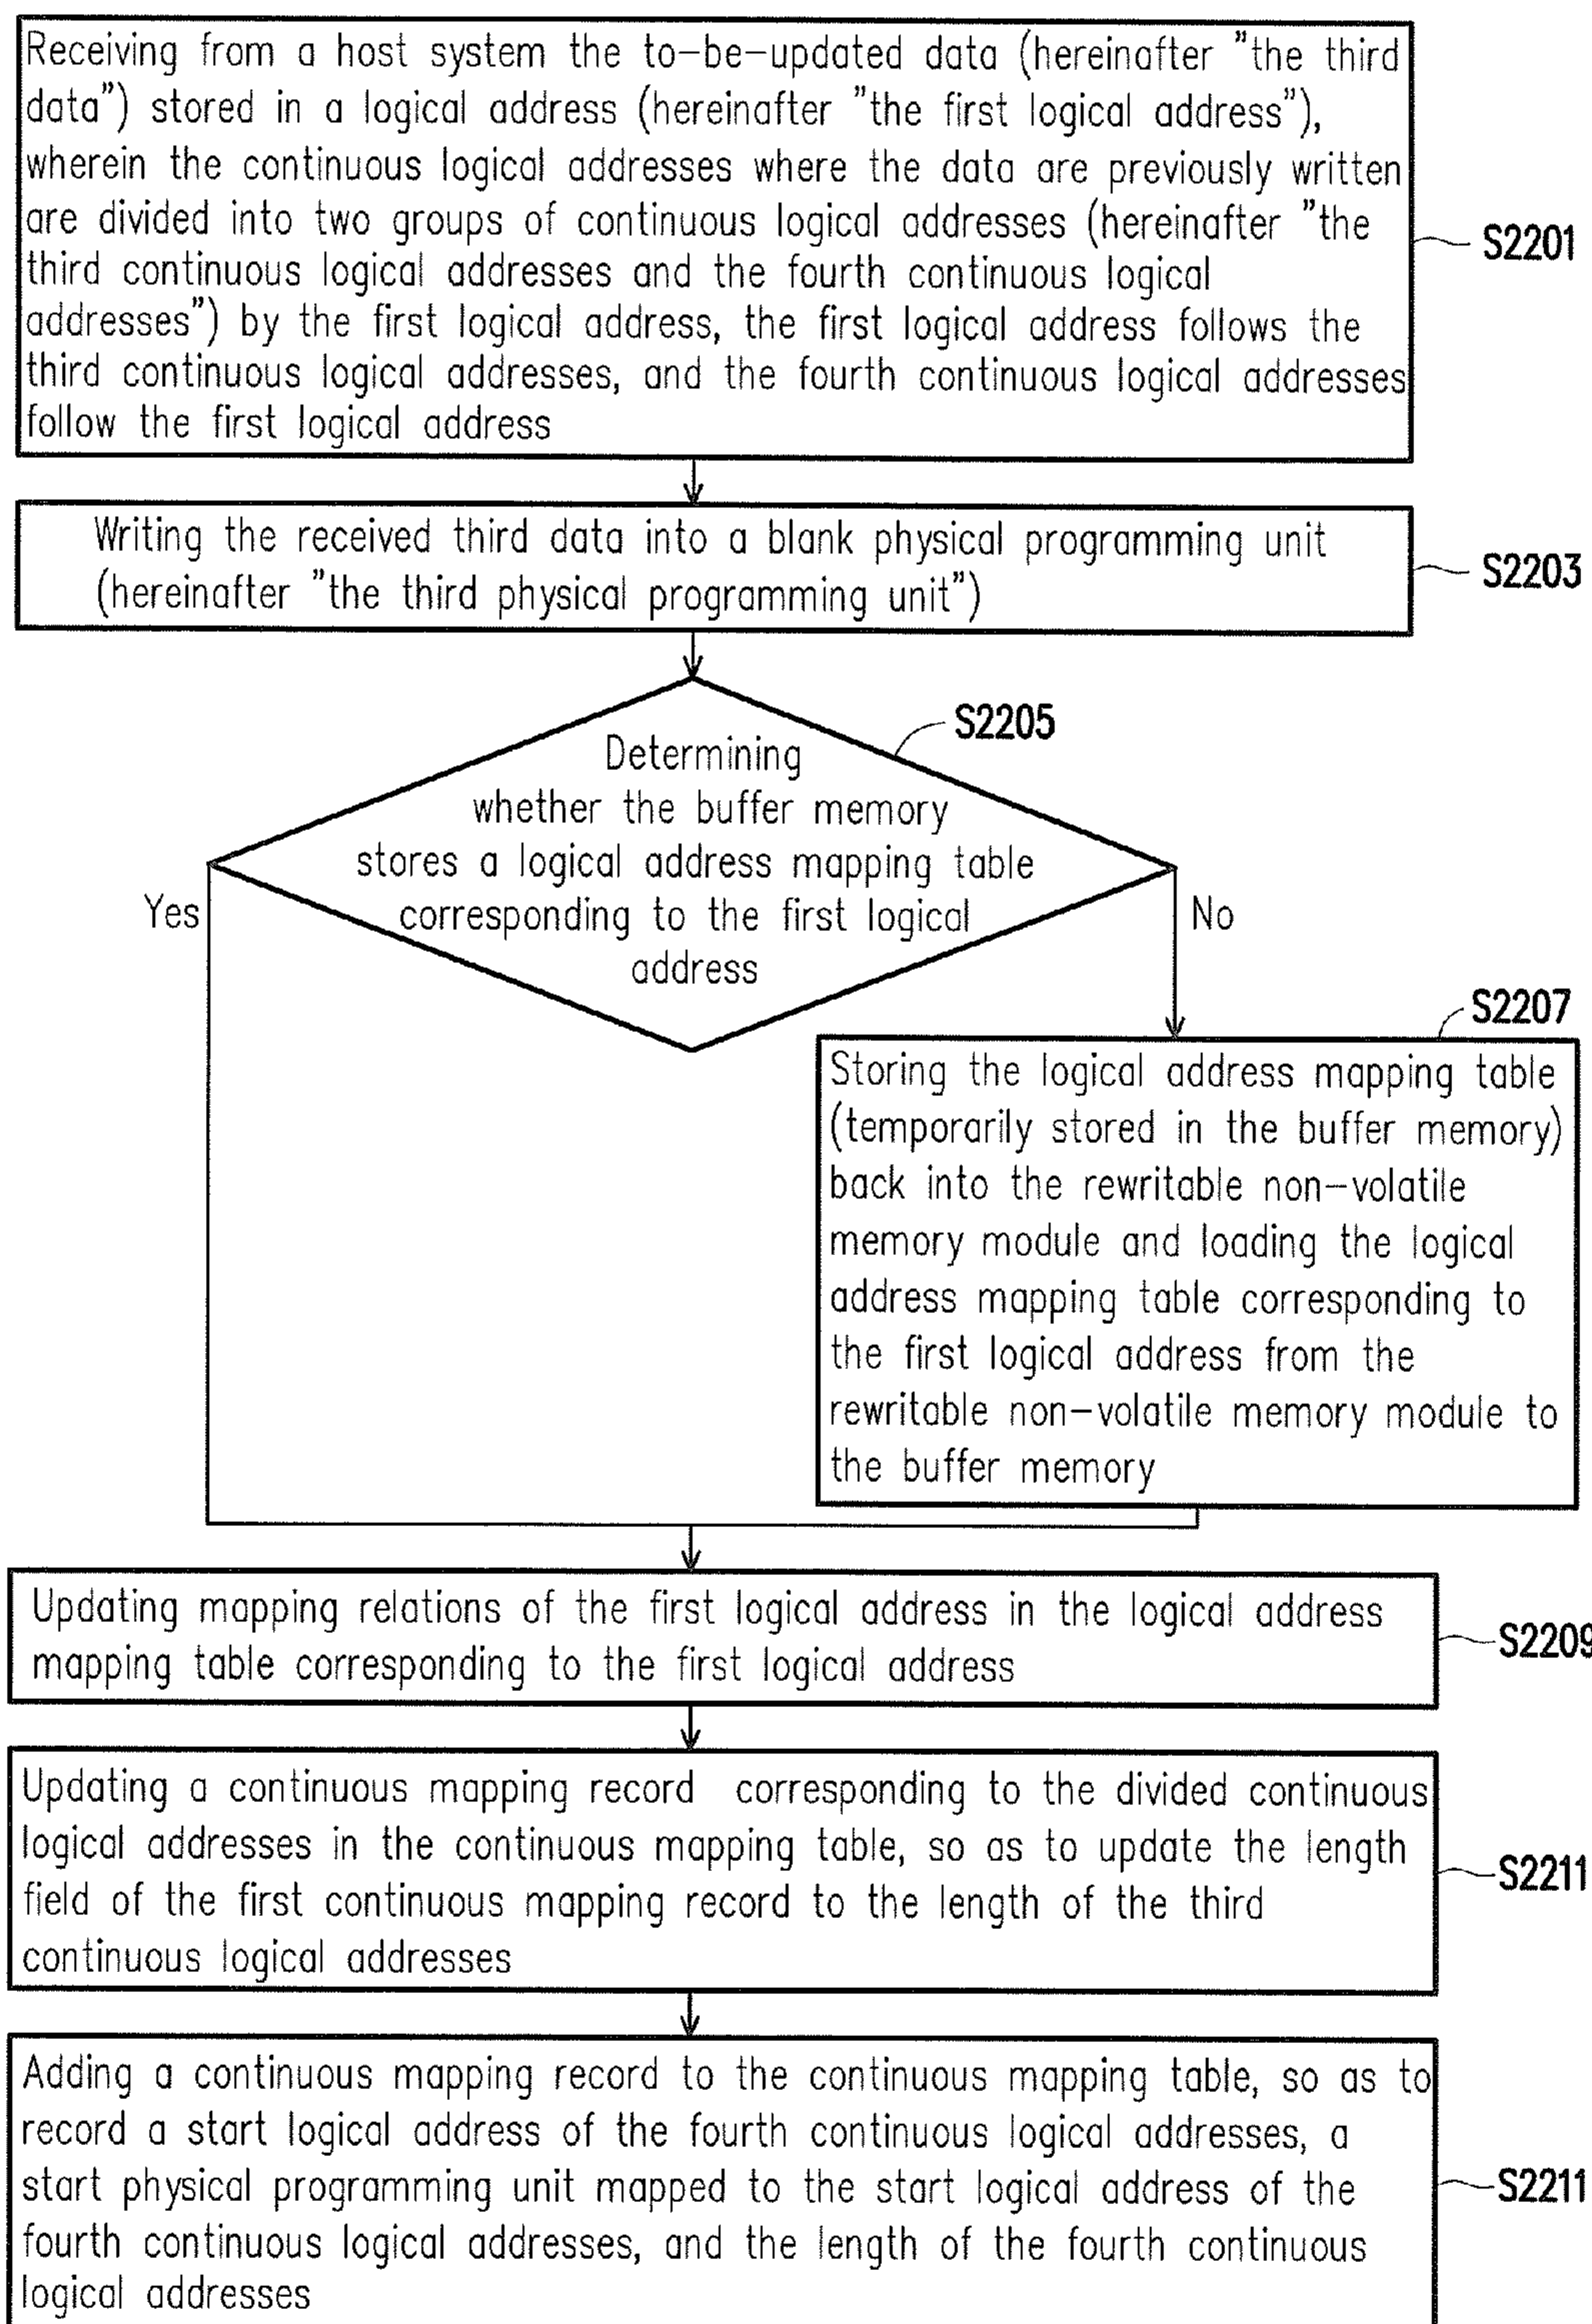 Receiving from a host system the to-be-updated data (hereinafter "the third
data") stored in a logical address (hereinafter "the first logical address"),
wherein the continuous logical addresses where the data are previously written
are divided into two groups of continuous logical addresses (hereinafter "the
third continuous logical addresses and the fourth continuous logical
addresses") by the first logical address, the first logical address follows the
third continuous logical addresses, and the fourth continuous logical addresses
follow the first logical address
S2201
Writing the received third data into a blank physical programming unit
(hereinafter "the third physical programming unit")
S2203
S2205
Determining
whether the buffer memory
stores a logical address mapping table
corresponding to the first logical
address
Yes
No
S2207
Storing the logical address mapping table
(temporarily stored in the buffer memory)
back into the rewritable non-volatile
memory module and loading the logical
address mapping table corresponding to
the first logical address from the
rewritable non-volatile memory module to
the buffer memory
Updating mapping relations of the first logical address in the logical address
mapping table corresponding to the first logical address
S2209
Updating a continuous mapping record corresponding to the divided continuous
logical addresses in the continuous mapping table, so as to update the length
field of the first continuous mapping record to the length of the third
continuous logical addresses
S2211
Adding a continuous mapping record to the continuous mapping table, so as to
record a start logical address of the fourth continuous logical addresses, a
start physical programming unit mapped to the start logical address of the
fourth continuous logical addresses, and the length of the fourth continuous
logical addresses
S2211